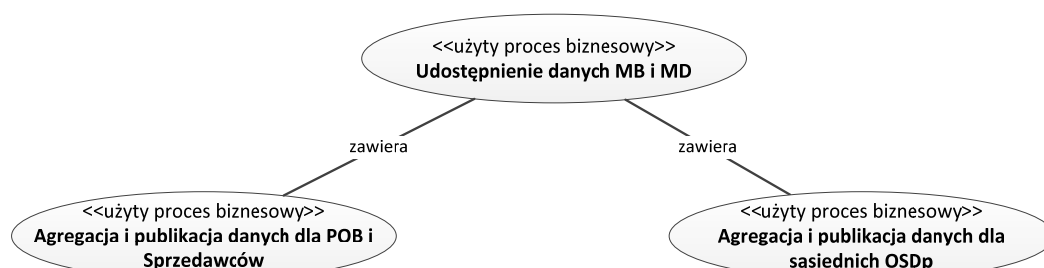 <<użyty proces biznesowy>>
Udostępnienie danych MB i MD
zawiera
zawiera
<<użyty proces biznesowy>>
Agregacja i publikacja danych dla POB i
Sprzedawców
<<użyty proces biznesowy>>
Agregacja i publikacja danych dla
sąsiednich OSDp